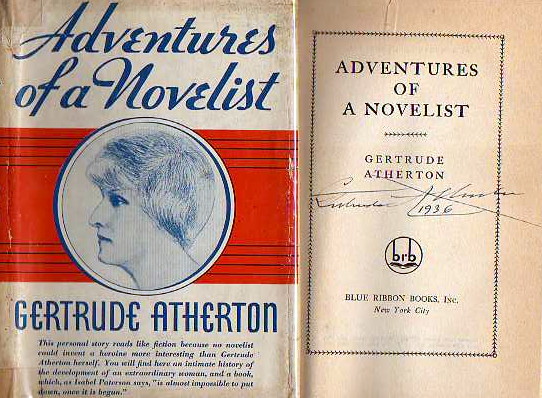 Adventures
of a Novelist
GERTRUDE ATHERTON
This personal story reads like fiction because no novelist
could invent a heroine more interesting than Gertrude
Atherton herself. You will find here an intimate history of
the development of an extraordinary woman, and a book,
which, as Isabel Paterson says, "is almost impossible to put
down, once it is begun."
ADVENTURES
OF
A NOVELIST
GERTRUDE
ATHERTON
Gertrude Atherton
1936
brb
BLUE RIBBON BOOKS, Inc.
New York City